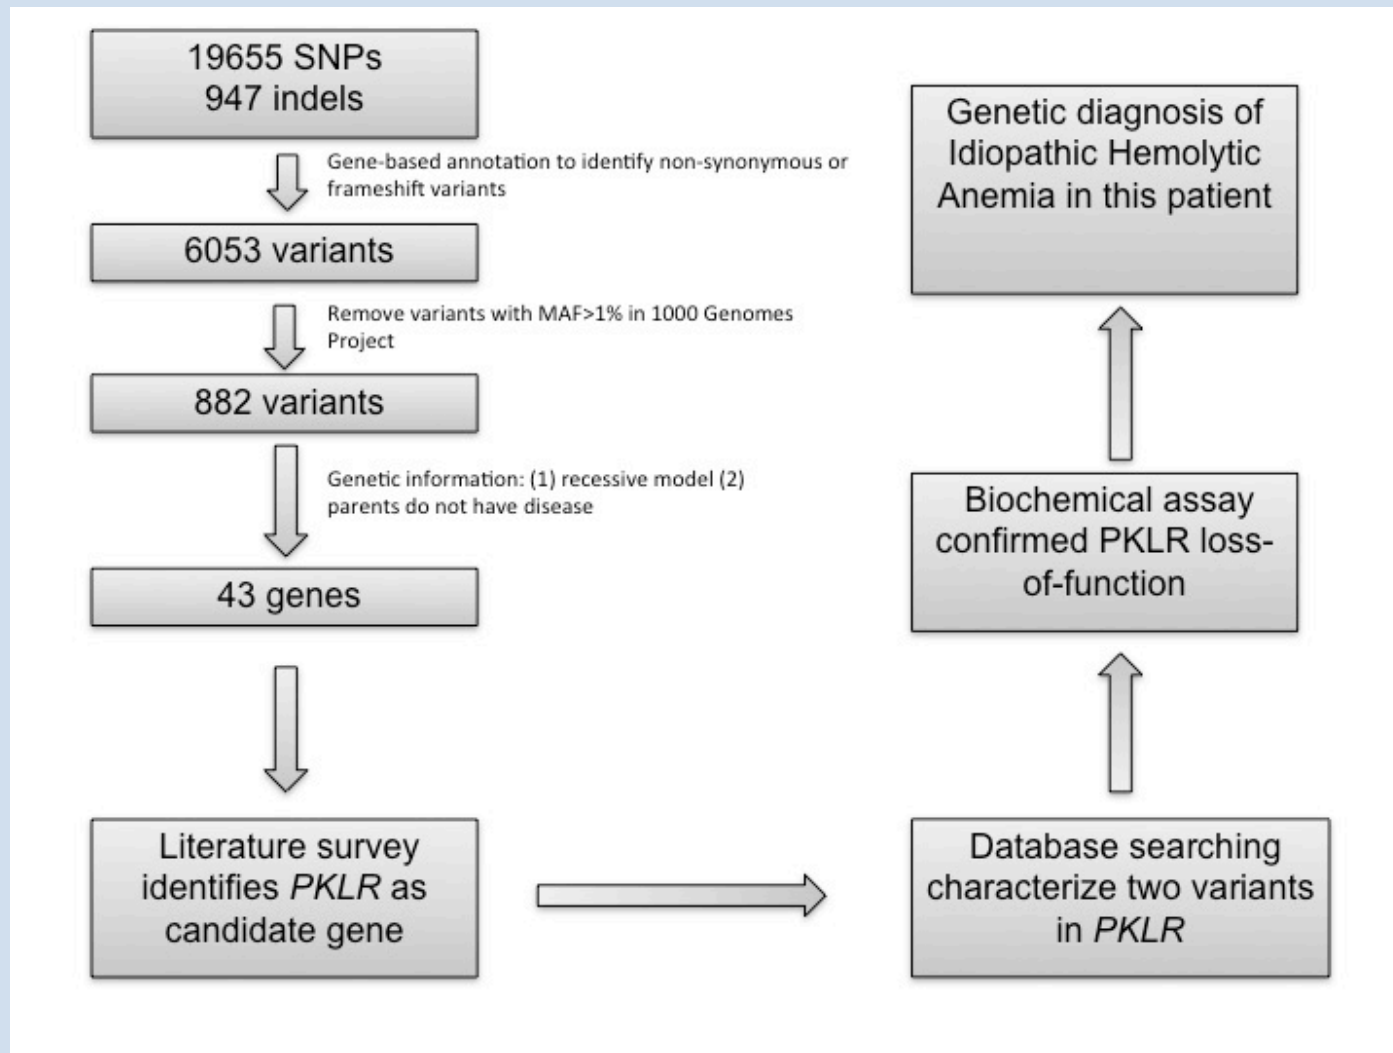 19655 SNPs
947 indels
Gene-based annotation to identify non-synonymous or
frameshift variants
6053 variants
Remove variants with MAF>1% in 1000 Genomes
Project
882 variants
Genetic information: (1) recessive model (2)
parents do not have disease
43 genes
Literature survey
identifies PKLR as
candidate gene
Database searching
characterize two variants
in PKLR
Biochemical assay
confirmed PKLR loss-
of-function
Genetic diagnosis of
Idiopathic Hemolytic
Anemia in this patient